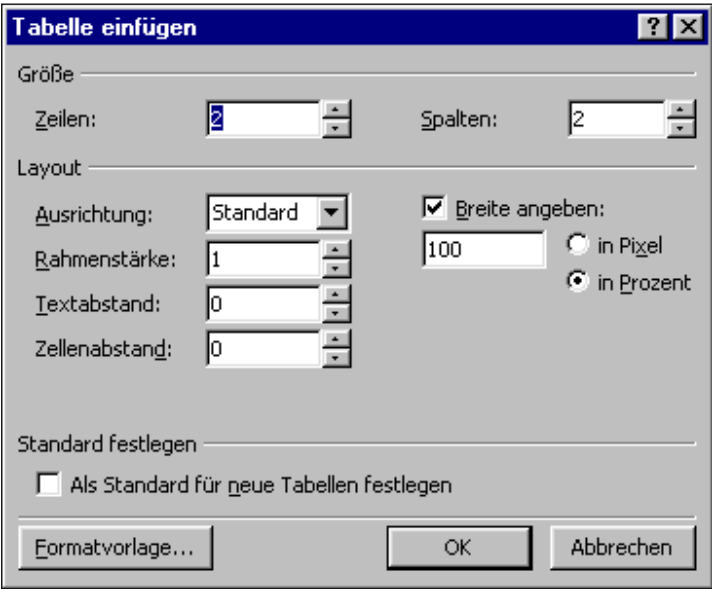 Tabelle einfügen
Größe
Zeilen: 2 Spalten: 2
Layout
Ausrichtung: Standard Breite angeben:
Rahmenstärke: 1 100 in Pixel
in Prozent
Textabstand: 0
Zellenabstand: 0
Standard festlegen
Als Standard für neue Tabellen festlegen
Formatvorlage... OK Abbrechen